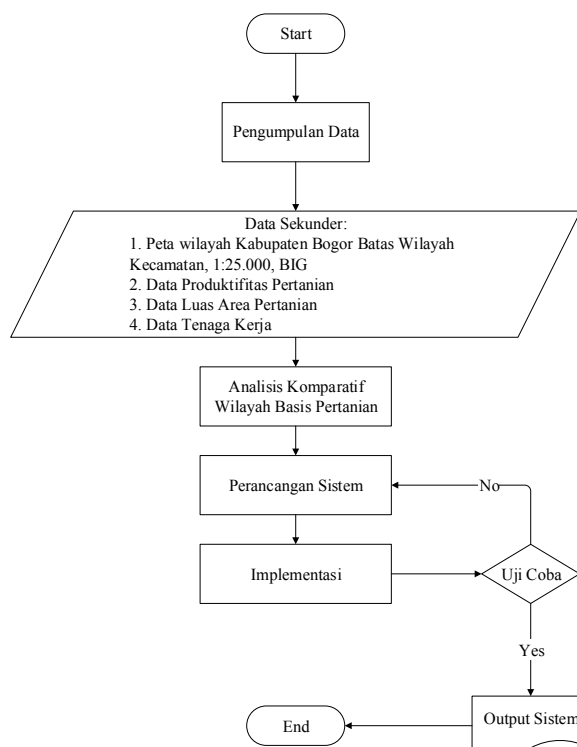 Start
Pengumpulan Data
Data Sekunder:
1. Peta wilayah Kabupaten Bogor Batas Wilayah
Kecamatan, 1:25.000, BIG
2. Data Produktifitas Pertanian
3. Data Luas Area Pertanian
4. Data Tenaga Kerja
Analisis Komparatif
Wilayah Basis Pertanian
Perancangan Sistem
No
Implementasi
Uji Coba
Yes
Output Sistem
End